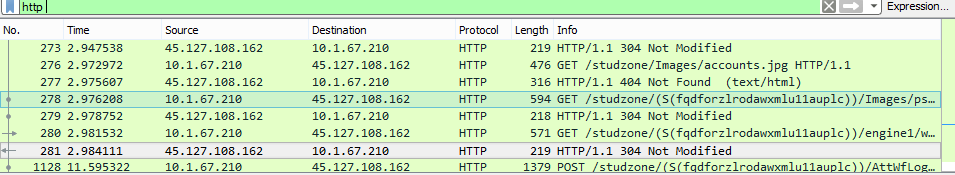 http Expression...
No. Time Source Destination Protocol Length Info
273 2.947538 45.127.108.162 10.1.67.210 HTTP 219 HTTP/1.1 304 Not Modified
276 2.972972 10.1.67.210 45.127.108.162 HTTP 476 GET /studzone/Images/accounts.jpg HTTP/1.1
277 2.975607 45.127.108.162 10.1.67.210 HTTP 316 HTTP/1.1 404 Not Found (text/html)
278 2.976208 10.1.67.210 45.127.108.162 HTTP 594 GET /studzone/(S(fqdforzlrodawxmlu11auplc))/Images/ps...
279 2.978752 45.127.108.162 10.1.67.210 HTTP 218 HTTP/1.1 304 Not Modified
280 2.981532 10.1.67.210 45.127.108.162 HTTP 571 GET /studzone/(S(fqdforzlrodawxmlu11auplc))/engine1/w...
281 2.984111 45.127.108.162 10.1.67.210 HTTP 219 HTTP/1.1 304 Not Modified
1128 11.595322 10.1.67.210 45.127.108.162 HTTP 1379 POST /studzone/(S(fqdforzlrodawxmlu11auplc))/AttWfLog...